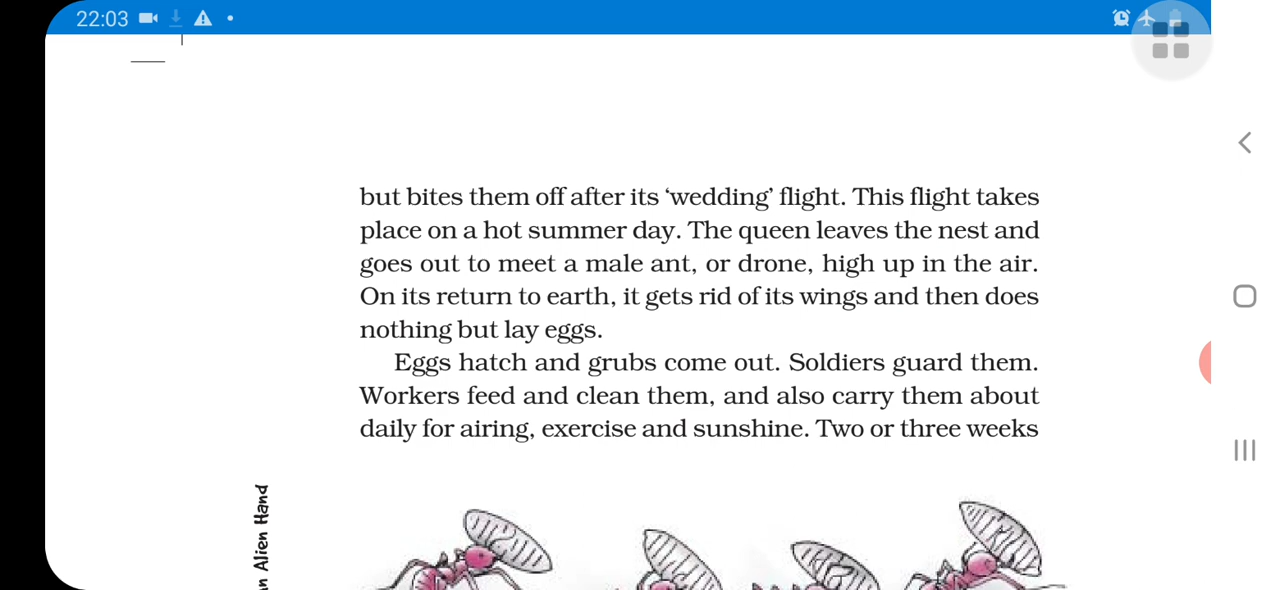 22:03
but bites them off after its ‘wedding’ flight. This flight takes
place on a hot summer day. The queen leaves the nest and
goes out to meet a male ant, or drone, high up in the air.
On its return to earth, it gets rid of its wings and then does
nothing but lay eggs.
Eggs hatch and grubs come out. Soldiers guard them.
Workers feed and clean them, and also carry them about
daily for airing, exercise and sunshine. Two or three weeks
n Alien Hand